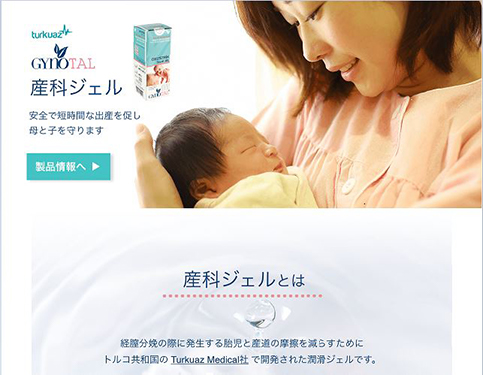 turkuaz
GYNOTAL
産科ジェル
安全で短時間な出産を促し
母と子を守ります
製品情報へ ▶
産科ジェルとは
経膣分娩の際に発生する胎児と産道の摩擦を減らすために
トルコ共和国の Turkuaz Medical社 で開発された潤滑ジェルです。